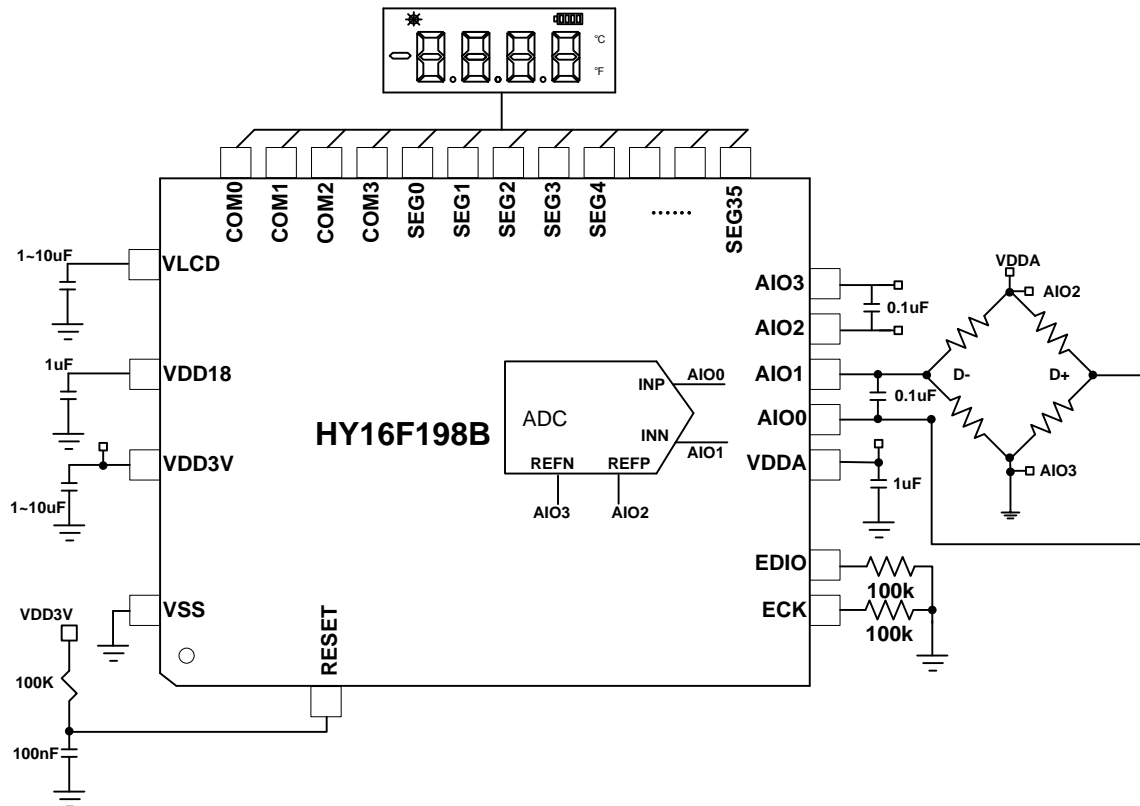 °C
°F
COM0
COM1
COM2
COM3
SEG0
SEG1
SEG2
SEG3
SEG4
......
SEG35
1~10uF
VLCD
1uF
VDD18
VDD3V
1~10uF
VSS
VDD3V
100K
100nF
RESET
HY16F198B
ADC
INP
AIO0
INN
AIO1
REFN
REFP
AIO3
AIO2
AIO3
0.1uF
AIO2
AIO1
0.1uF
AIO0
VDDA
1uF
EDIO
100k
ECK
100k
VDDA
AIO2
D-
D+
AIO3